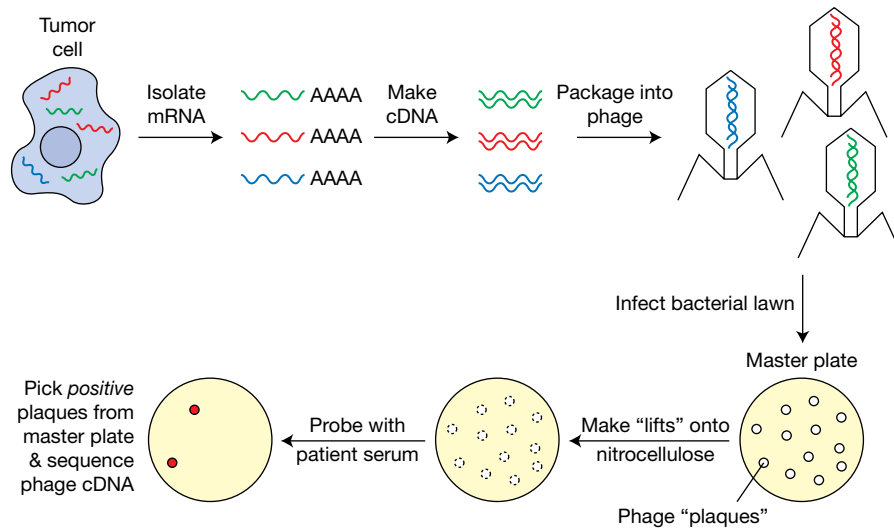 Tumor
cell
Isolate
mRNA
AAAA
AAAA
AAAA
Make
cDNA
Package into
phage
Infect bacterial lawn
Master plate
Phage “plaques”
Make “lifts” onto
nitrocellulose
Probe with
patient serum
Pick positive
plaques from
master plate
& sequence
phage cDNA